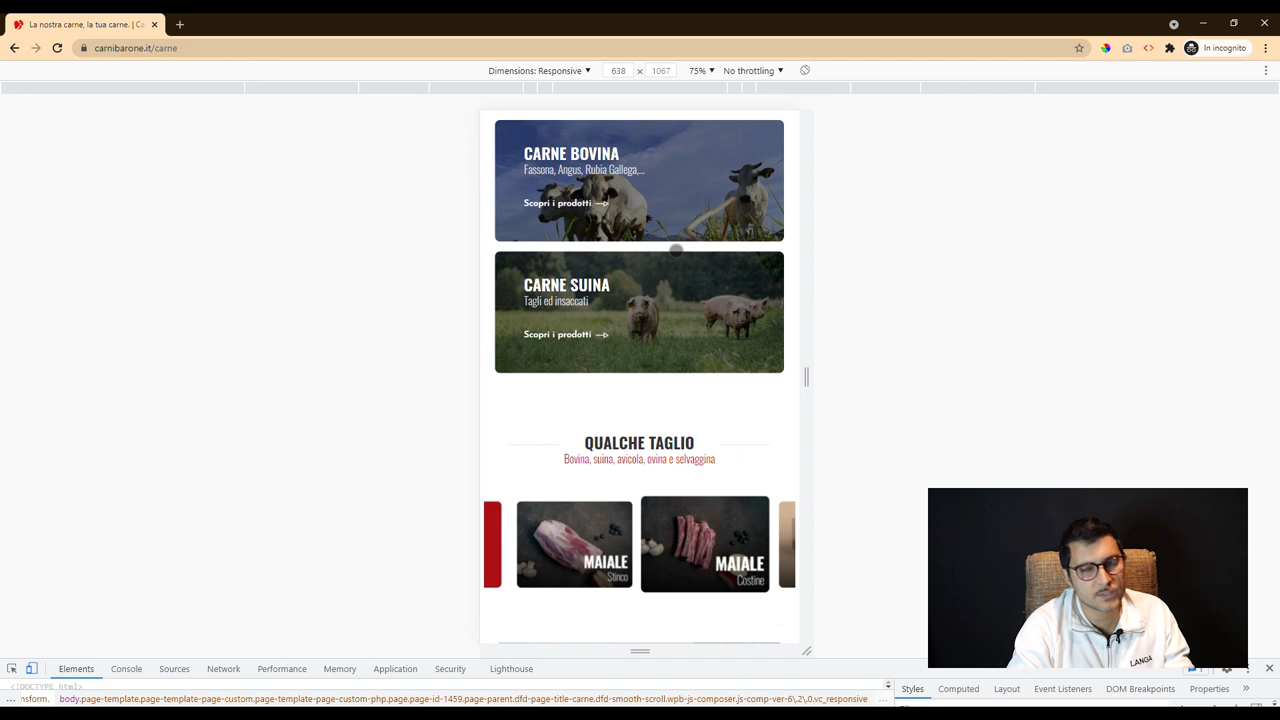 La nostra carne, la tua carne. | Ca
carnibarone.it/carne
In incognito
Dimensions: Responsive
638 × 1067
75%
No throttling
CARNE BOVINA
Fassona, Angus, Rubia Gallega,...
Scopri i prodotti
CARNE SUINA
Tagli ed insaccati
Scopri i prodotti
QUALCHE TAGLIO
Bovina, suina, avicola, ovina e selvaggina
MAIALE
Stinco
MAIALE
Costine
LANGA
Elements Console Sources Network Performance Memory Application Security Lighthouse
1
<!DOCTYPE html>
... nsform. body.page-template.page-template-page-custom.page-template-page-custom-php.page.page-id-1459.page-parent.dfd-page-title-carne.dfd-smooth-scroll.wpb-js-composer.js-comp-ver-6\.2\.0.vc_responsive ...
Styles Computed Layout Event Listeners DOM Breakpoints Properties